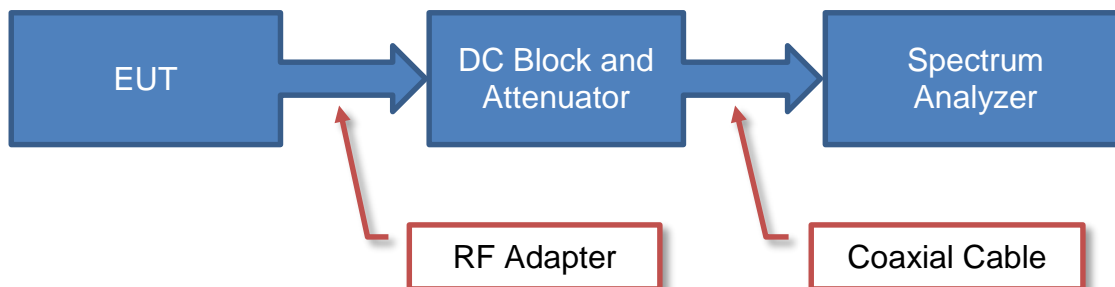 EUT
DC Block and
Attenuator
Spectrum
Analyzer
RF Adapter
Coaxial Cable